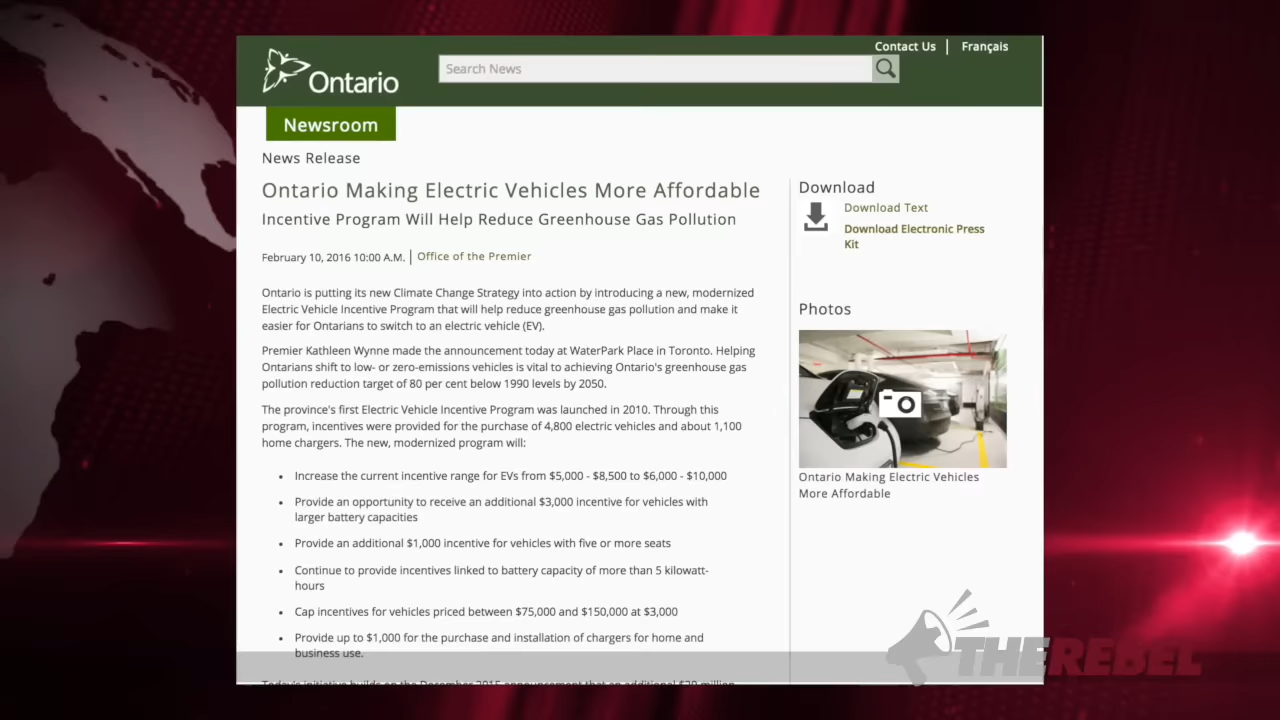 Contact Us | Français
Ontario
Search News
Newsroom
News Release
Ontario Making Electric Vehicles More Affordable
Incentive Program Will Help Reduce Greenhouse Gas Pollution
February 10, 2016 10:00 A.M. | Office of the Premier
Ontario is putting its new Climate Change Strategy into action by introducing a new, modernized
Electric Vehicle Incentive Program that will help reduce greenhouse gas pollution and make it
easier for Ontarians to switch to an electric vehicle (EV).
Premier Kathleen Wynne made the announcement today at WaterPark Place in Toronto. Helping
Ontarians shift to low- or zero-emissions vehicles is vital to achieving Ontario's greenhouse gas
pollution reduction target of 80 per cent below 1990 levels by 2050.
The province's first Electric Vehicle Incentive Program was launched in 2010. Through this
program, incentives were provided for the purchase of 4,800 electric vehicles and about 1,100
home chargers. The new, modernized program will:
• Increase the current incentive range for EVs from $5,000 - $8,500 to $6,000 - $10,000
• Provide an opportunity to receive an additional $3,000 incentive for vehicles with
larger battery capacities
• Provide an additional $1,000 incentive for vehicles with five or more seats
• Continue to provide incentives linked to battery capacity of more than 5 kilowatt-
hours
• Cap incentives for vehicles priced between $75,000 and $150,000 at $3,000
• Provide up to $1,000 for the purchase and installation of chargers for home and
business use.
Today's initiative builds on the December 2015 announcement that an additional $20 million
Download
Download Text
Download Electronic Press
Kit
Photos
Ontario Making Electric Vehicles
More Affordable
THEREBEL